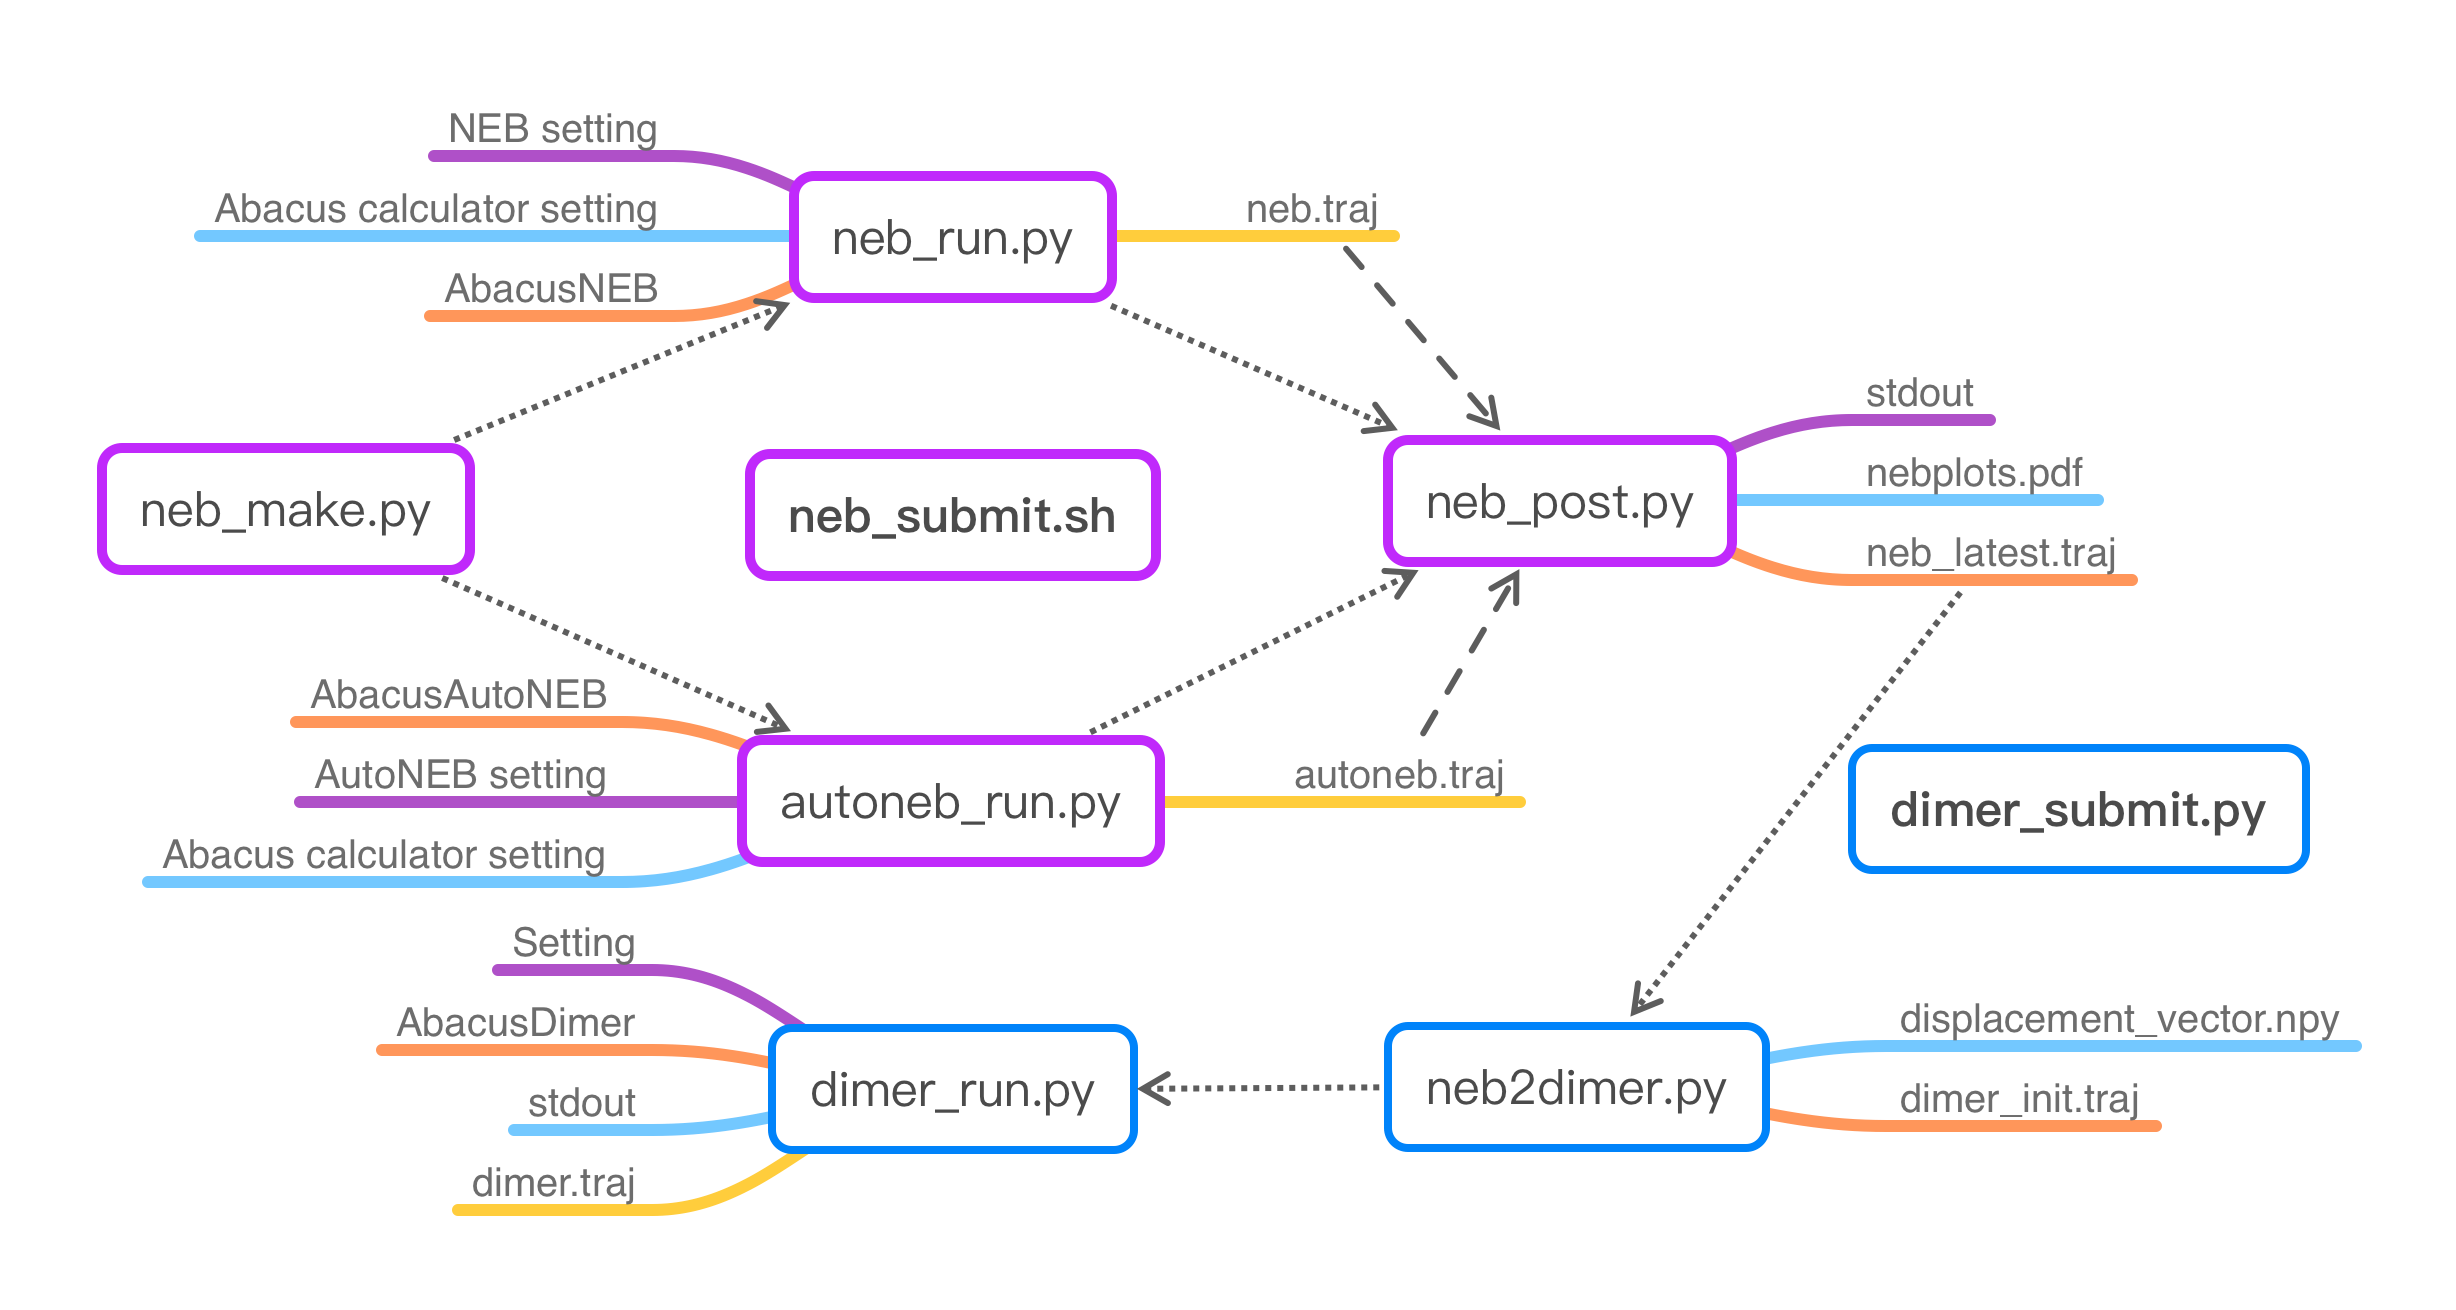 NEB setting
Abacus calculator setting
AbacusNEB
neb_run.py
neb.traj
neb_make.py
neb_submit.sh
neb_post.py
stdout
nebplots.pdf
neb_latest.traj
AbacusAutoNEB
AutoNEB setting
Abacus calculator setting
autoneb_run.py
autoneb.traj
dimer_submit.py
Setting
AbacusDimer
stdout
dimer.traj
dimer_run.py
neb2dimer.py
displacement_vector.npy
dimer_init.traj